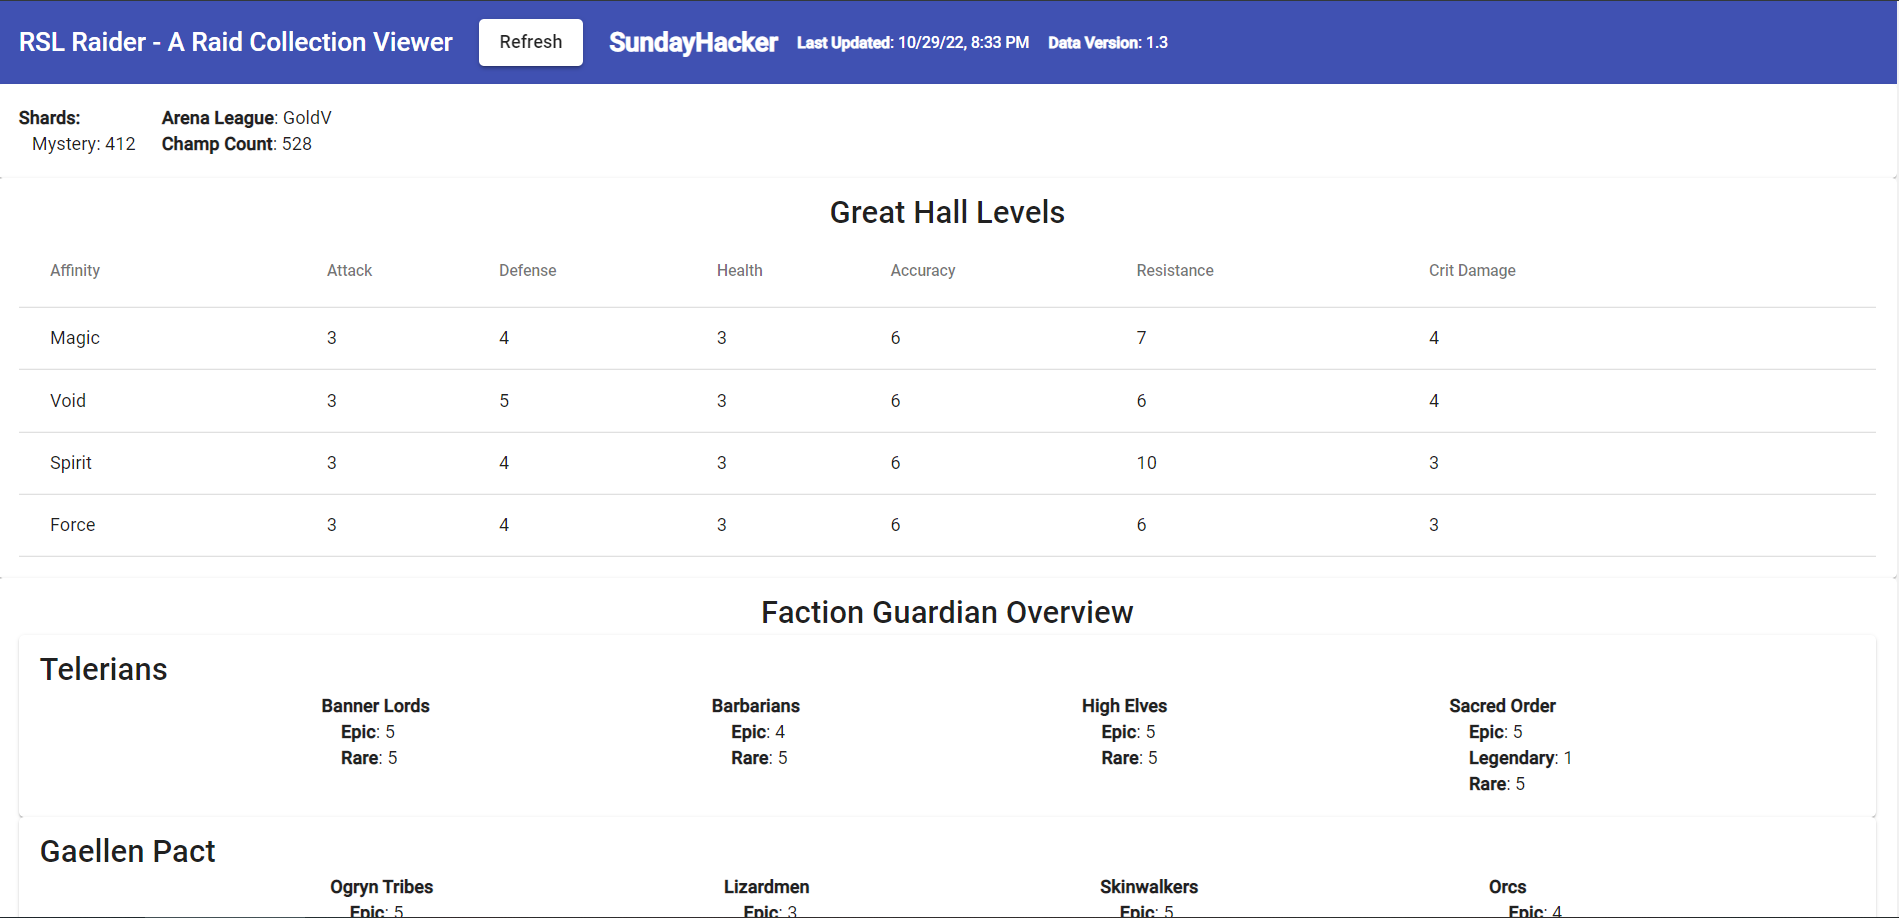 RSL Raider - A Raid Collection Viewer Refresh SundayHacker Last Updated: 10/29/22, 8:33 PM Data Version: 1.3
Shards: Arena League: GoldV
Mystery: 412 Champ Count: 528
Great Hall Levels
Affinity Attack Defense Health Accuracy Resistance Crit Damage
Magic 3 4 3 6 7 4
Void 3 5 3 6 6 4
Spirit 3 4 3 6 10 3
Force 3 4 3 6 6 3
Faction Guardian Overview
Telerians
Banner Lords Barbarians High Elves Sacred Order
Epic: 5 Epic: 4 Epic: 5 Epic: 5
Rare: 5 Rare: 5 Rare: 5 Legendary: 1
Rare: 5
Gaellen Pact
Ogryn Tribes Lizardmen Skinwalkers Orcs
Epic: 5 Epic: 3 Epic: 5 Epic: 4